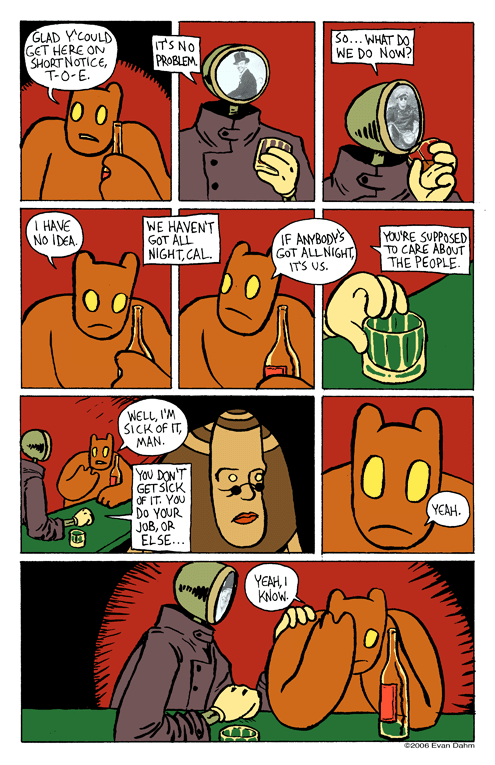 GLAD Y'COULD
GET HERE ON
SHORT NOTICE,
T-O-E.
IT'S NO
PROBLEM.
SO...WHAT DO
WE DO NOW?
I HAVE
NO IDEA.
WE HAVEN'T
GOT ALL
NIGHT, CAL.
IF ANYBODY'S
GOT ALL NIGHT,
IT'S US.
YOU'RE SUPPOSED
TO CARE ABOUT
THE PEOPLE.
WELL, I'M
SICK OF IT,
MAN.
YOU DON'T
GET SICK
OF IT. YOU
DO YOUR
JOB, OR
ELSE...
YEAH.
YEAH, I
KNOW.
©2006 Evan Dahm